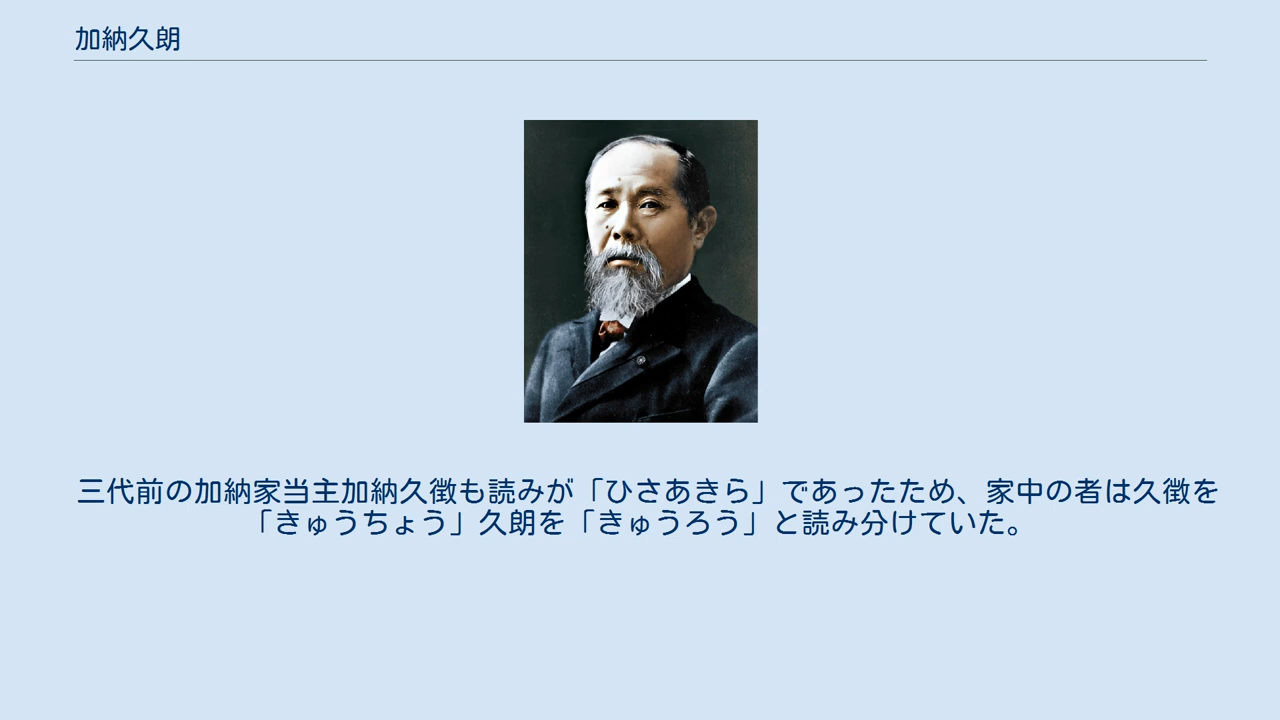 加納久朗
三代前の加納家当主加納久徴も読みが「ひさあきら」であったため、家中の者は久徴を
「きゅうちょう」久朗を「きゅうろう」と読み分けていた。